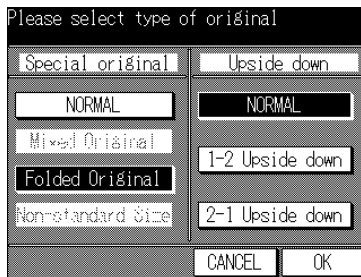 Please select type of original
Special original
Upside down
NORMAL
NORMAL
Mixed Original
1-2 Upside down
Folded Original
Non-standard Size
2-1 Upside down
CANCEL
OK